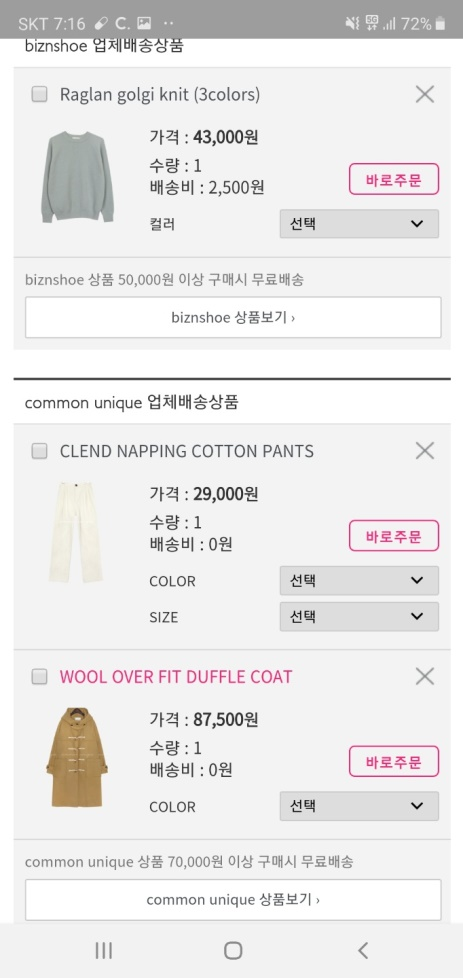 SKT 7:16 C. 5G 72%
biznshoe 업체배송상품
Raglan golgi knit (3colors)
가격 : 43,000원
수량 : 1
배송비 : 2,500원
바로주문
컬러 선택
biznshoe 상품 50,000원 이상 구매시 무료배송
biznshoe 상품보기 ›
common unique 업체배송상품
CLEND NAPPING COTTON PANTS
가격 : 29,000원
수량 : 1
배송비 : 0원
바로주문
COLOR 선택
SIZE 선택
WOOL OVER FIT DUFFLE COAT
가격 : 87,500원
수량 : 1
배송비 : 0원
바로주문
COLOR 선택
common unique 상품 70,000원 이상 구매시 무료배송
common unique 상품보기 ›